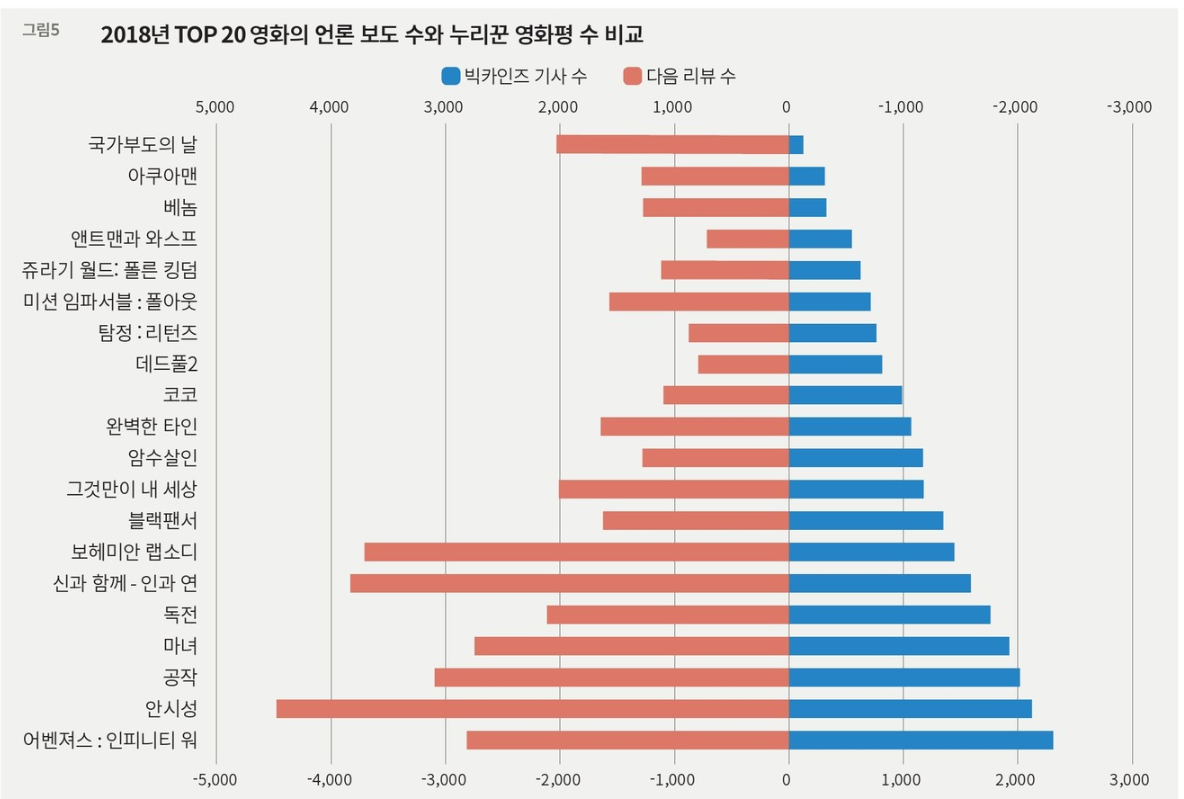 그림5 2018년 TOP 20 영화의 언론 보도 수와 누리꾼 영화평 수 비교
빅카인즈 기사 수 다음 리뷰 수
5,000 4,000 3,000 2,000 1,000 0 -1,000 -2,000 -3,000
국가부도의 날
아쿠아맨
베놈
앤트맨과 와스프
쥬라기 월드: 폴른 킹덤
미션 임파서블 : 폴아웃
탐정 : 리턴즈
데드풀2
코코
완벽한 타인
암수살인
그것만이 내 세상
블랙팬서
보헤미안 랩소디
신과 함께 - 인과 연
독전
마녀
공작
안시성
어벤져스 : 인피니티 워
-5,000 -4,000 -3,000 -2,000 -1,000 0 1,000 2,000 3,000